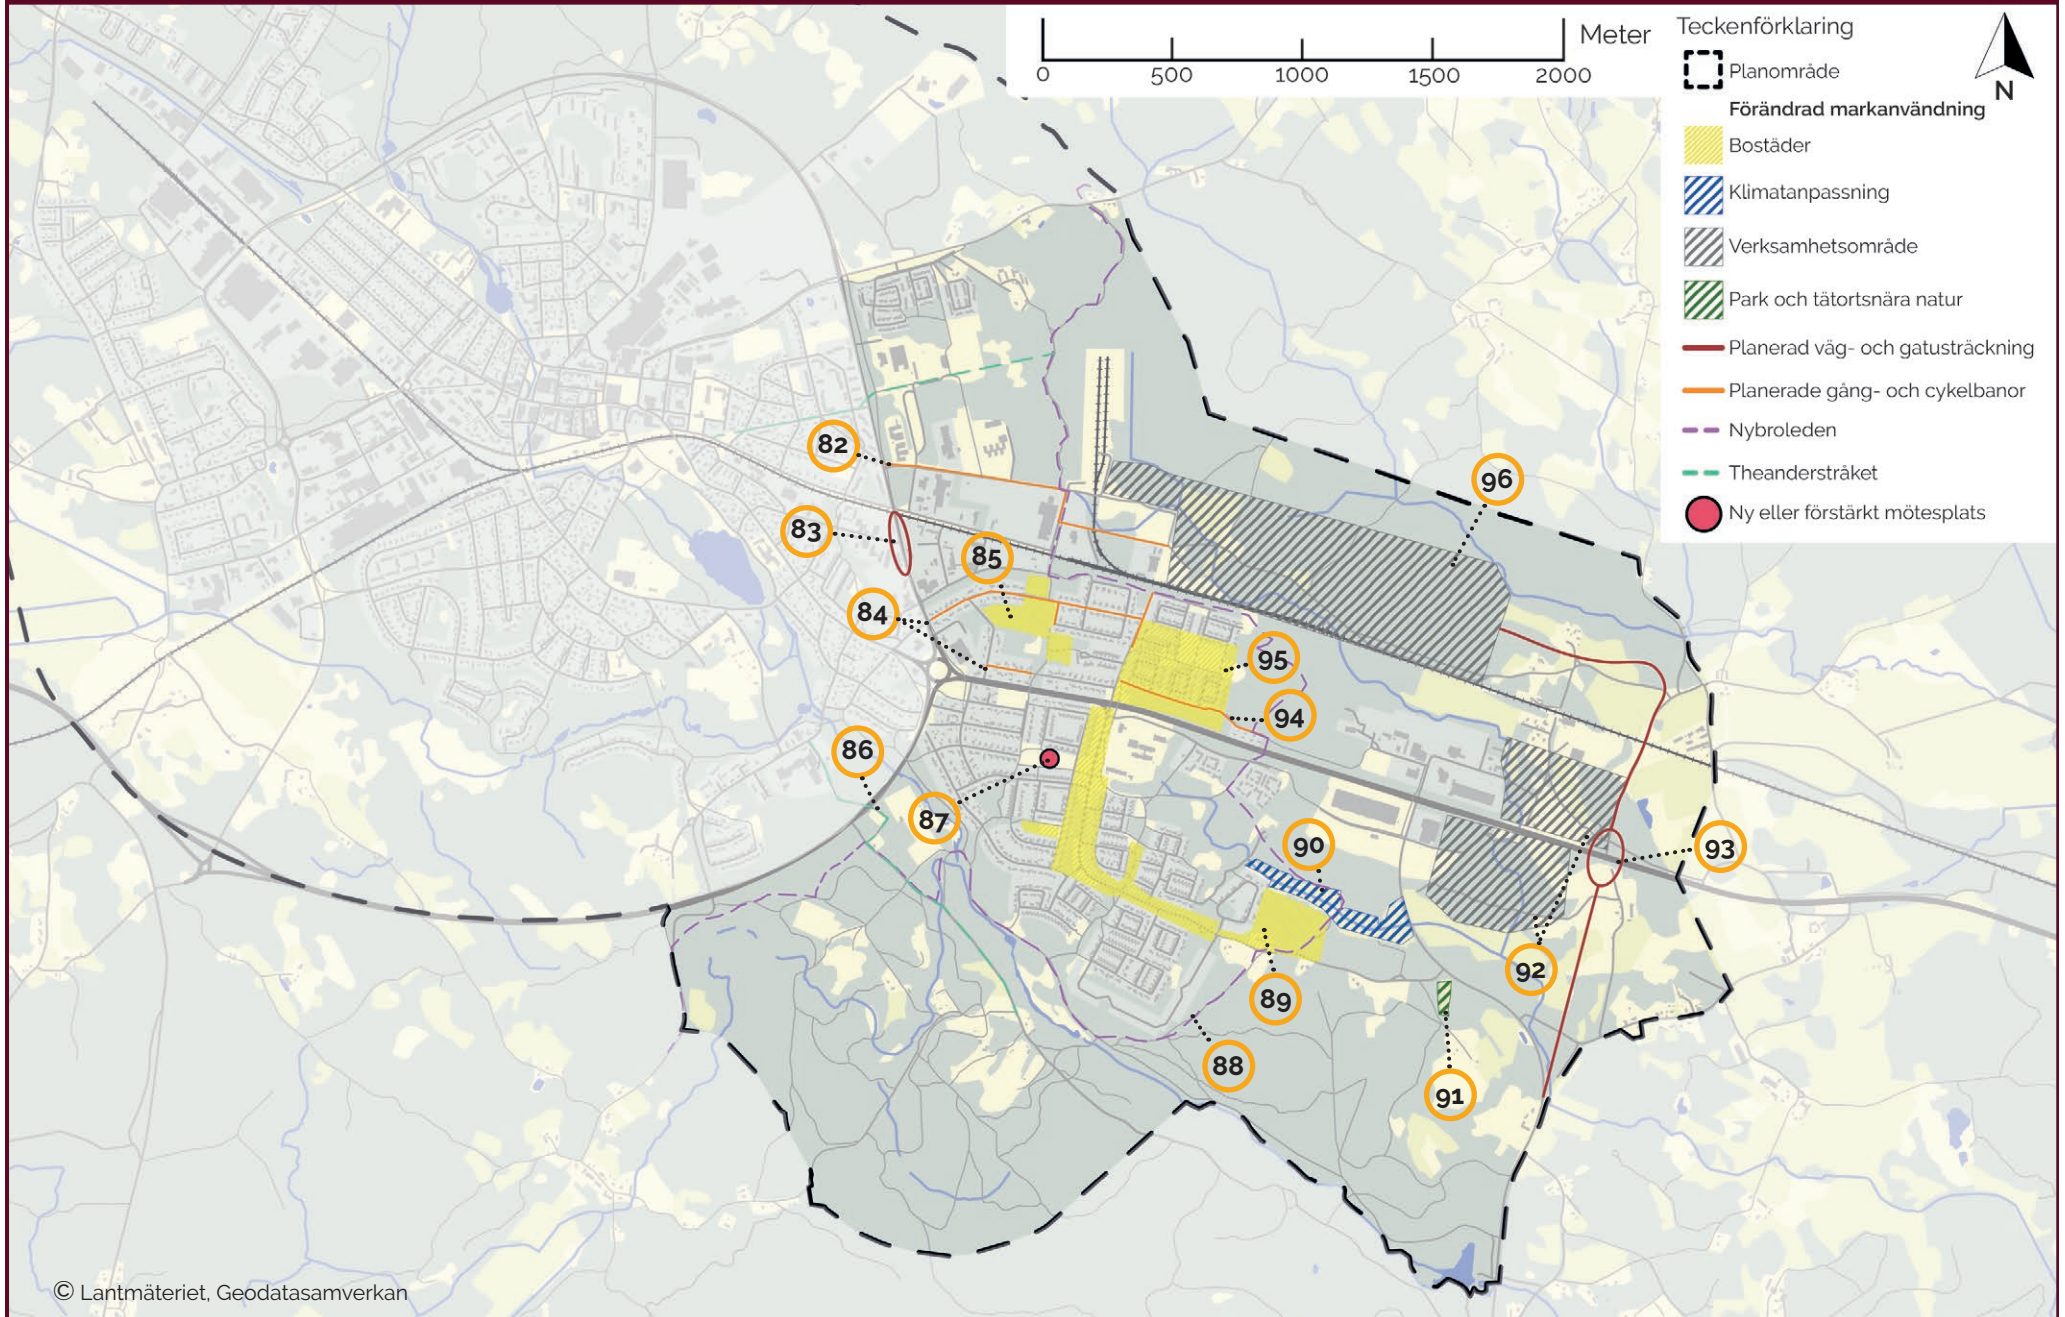 Meter
0 500 1000 1500 2000
Teckenförklaring
Planområde
Förändrad markanvändning
Bostäder
Klimatanpassning
Verksamhetsområde
Park och tätortsnära natur
Planerad väg- och gatusträckning
Planerade gång- och cykelbanor
Nybroleden
Theanderstråket
Ny eller förstärkt mötesplats
N
82
96
83
85
84
95
94
86
87
90
93
92
89
88
91
© Lantmäteriet, Geodatasamverkan